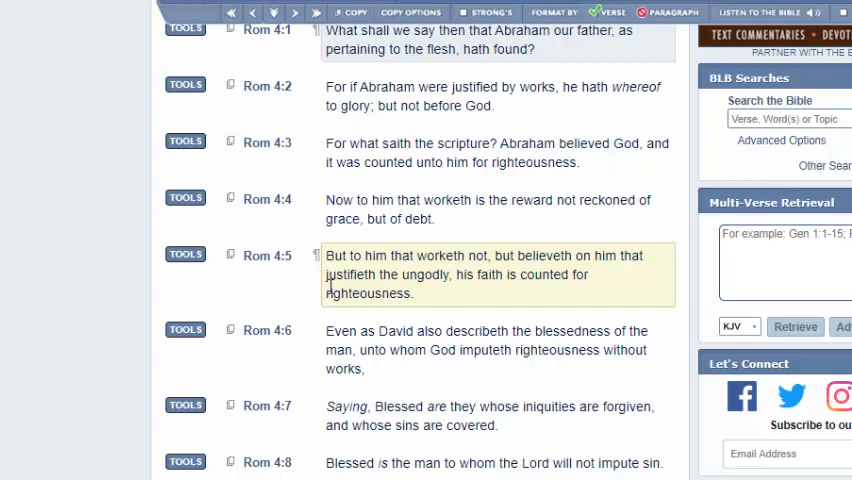 COPY COPY OPTIONS STRONG'S FORMAT BY VERSE PARAGRAPH LISTEN TO THE BIBLE
TOOLS Rom 4:1 ¶ What shall we say then that Abraham our father, as
pertaining to the flesh, hath found?
TOOLS Rom 4:2 For if Abraham were justified by works, he hath whereof
to glory; but not before God.
TOOLS Rom 4:3 For what saith the scripture? Abraham believed God, and
it was counted unto him for righteousness.
TOOLS Rom 4:4 Now to him that worketh is the reward not reckoned of
grace, but of debt.
TOOLS Rom 4:5 ¶ But to him that worketh not, but believeth on him that
justifieth the ungodly, his faith is counted for
righteousness.
TOOLS Rom 4:6 Even as David also describeth the blessedness of the
man, unto whom God imputeth righteousness without
works,
TOOLS Rom 4:7 Saying, Blessed are they whose iniquities are forgiven,
and whose sins are covered.
TOOLS Rom 4:8 Blessed is the man to whom the Lord will not impute sin.
TEXT COMMENTARIES • DEVOT
PARTNER WITH THE B
BLB Searches
Search the Bible
Verse, Word(s) or Topic
Advanced Options
Other Sear
Multi-Verse Retrieval
For example: Gen 1:1-15; F
KJV Retrieve Ad
Let's Connect
Subscribe to ou
Email Address